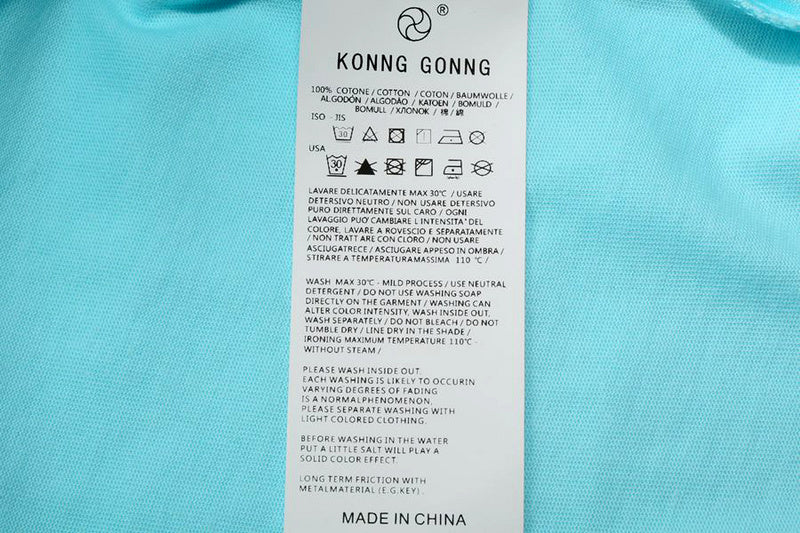 ®
KONNG GONNG
100% COTONE / COTTON / COTON / BAUMWOLLE /
ALGODÓN / ALGODÃO / KATOEN / BOMULD /
BOMULL / ХЛОПОК / 棉 / 綿
ISO - JIS
30
USA
30
LAVARE DELICATAMENTE MAX 30℃ / USARE
DETERSIVO NEUTRO / NON USARE DETERSIVO
PURO DIRETTAMENTE SUL CARO / OGNI
LAVAGGIO PUO' CAMBIARE L INTENSITA' DEL
COLORE, LAVARE A ROVESCIO E SEPARATAMENTE
/ NON TRATT ARE CON CLORO / NON USARE
ASCIUGATRECE / ASCIUGARE APPESO IN OMBRA /
STIRARE A TEMPERATURAMASSIMA 110 ℃ /
WASH MAX 30℃ - MILD PROCESS / USE NEUTRAL
DETERGENT / DO NOT USE WASHING SOAP
DIRECTLY ON THE GARMENT / WASHING CAN
ALTER COLOR INTENSITY, WASH INSIDE OUT,
WASH SEPARATELY / DO NOT BLEACH / DO NOT
TUMBLE DRY / LINE DRY IN THE SHADE /
IRONING MAXIMUM TEMPERATURE 110℃ -
WITHOUT STEAM /
PLEASE WASH INSIDE OUT.
EACH WASHING IS LIKELY TO OCCURIN
VARYING DEGREES OF FADING
IS A NORMALPHENOMENON,
PLEASE SEPARATE WASHING WITH
LIGHT COLORED CLOTHING.
BEFORE WASHING IN THE WATER
PUT A LITTLE SALT WILL PLAY A
SOLID COLOR EFFECT.
LONG TERM FRICTION WITH
METALMATERIAL (E.G.KEY) .
MADE IN CHINA